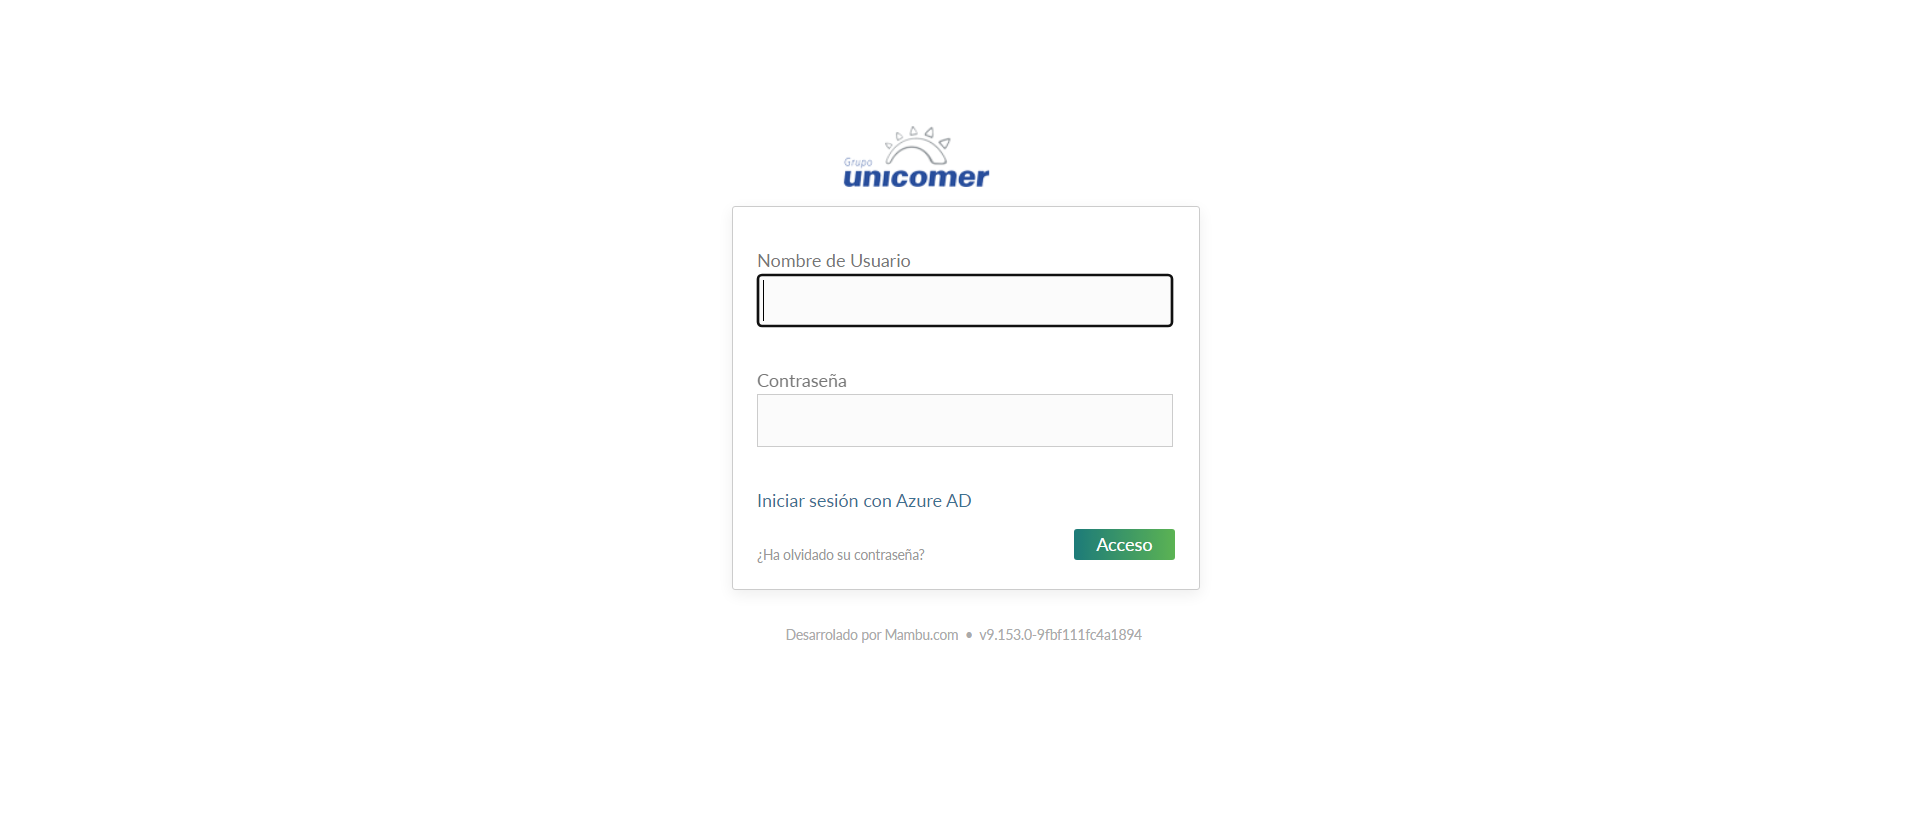 Grupo
unicomer
Nombre de Usuario
Contraseña
Iniciar sesión con Azure AD
¿Ha olvidado su contraseña?
Acceso
Desarrolado por Mambu.com • v9.153.0-9fbf111fc4a1894